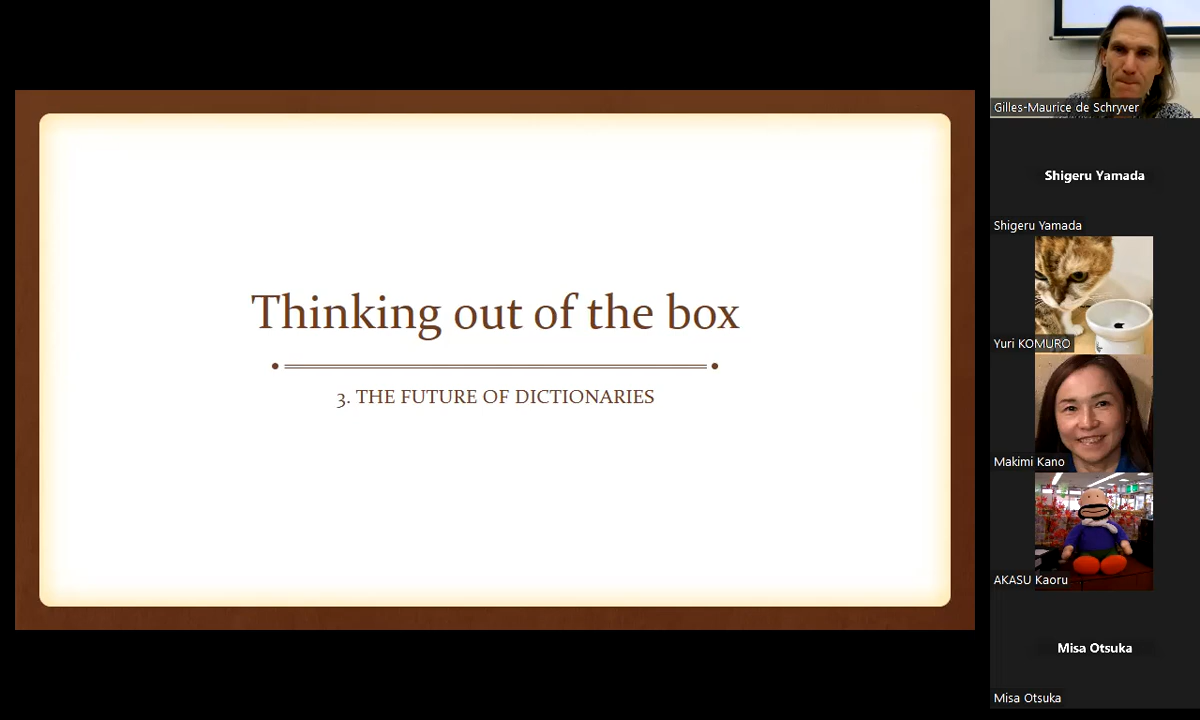 Thinking out of the box
3. THE FUTURE OF DICTIONARIES
Gilles-Maurice de Schryver
Shigeru Yamada
Shigeru Yamada
Yuri KOMURO
Makimi Kano
AKASU Kaoru
Misa Otsuka
Misa Otsuka